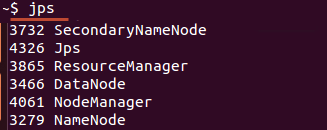 ~$ jps
3732 SecondaryNameNode
4326 Jps
3865 ResourceManager
3466 DataNode
4061 NodeManager
3279 NameNode